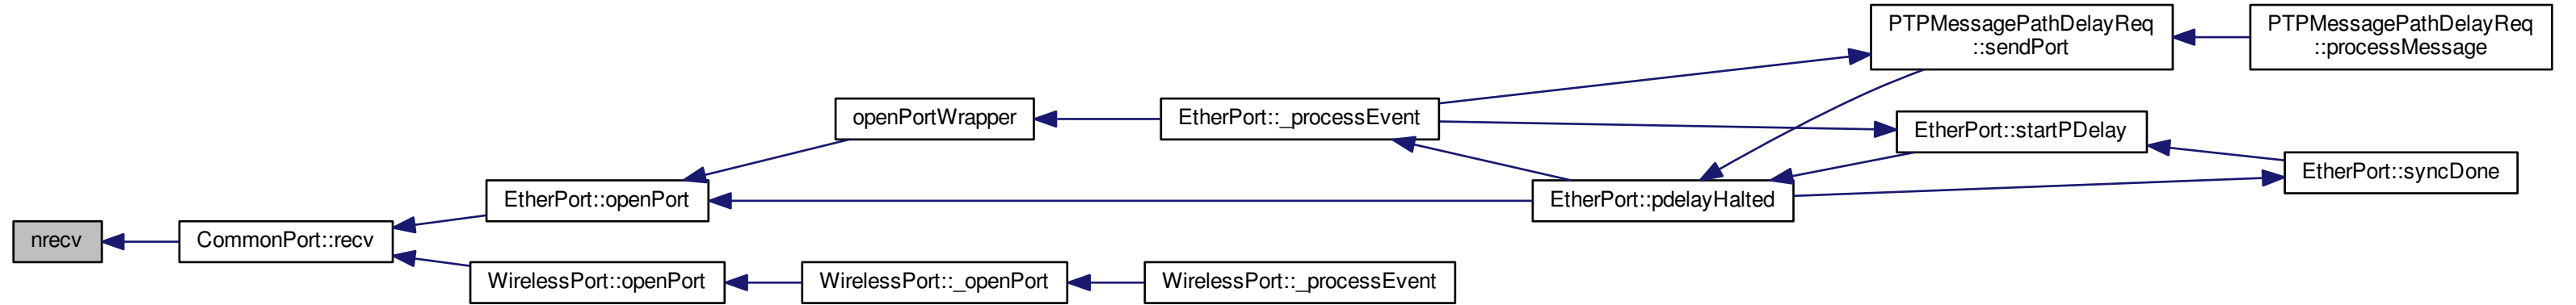 PTPMessagePathDelayReq
::sendPort
PTPMessagePathDelayReq
::processMessage
openPortWrapper
EtherPort::_processEvent
EtherPort::startPDelay
EtherPort::syncDone
EtherPort::openPort
EtherPort::pdelayHalted
nrecv
CommonPort::recv
WirelessPort::openPort
WirelessPort::_openPort
WirelessPort::_processEvent